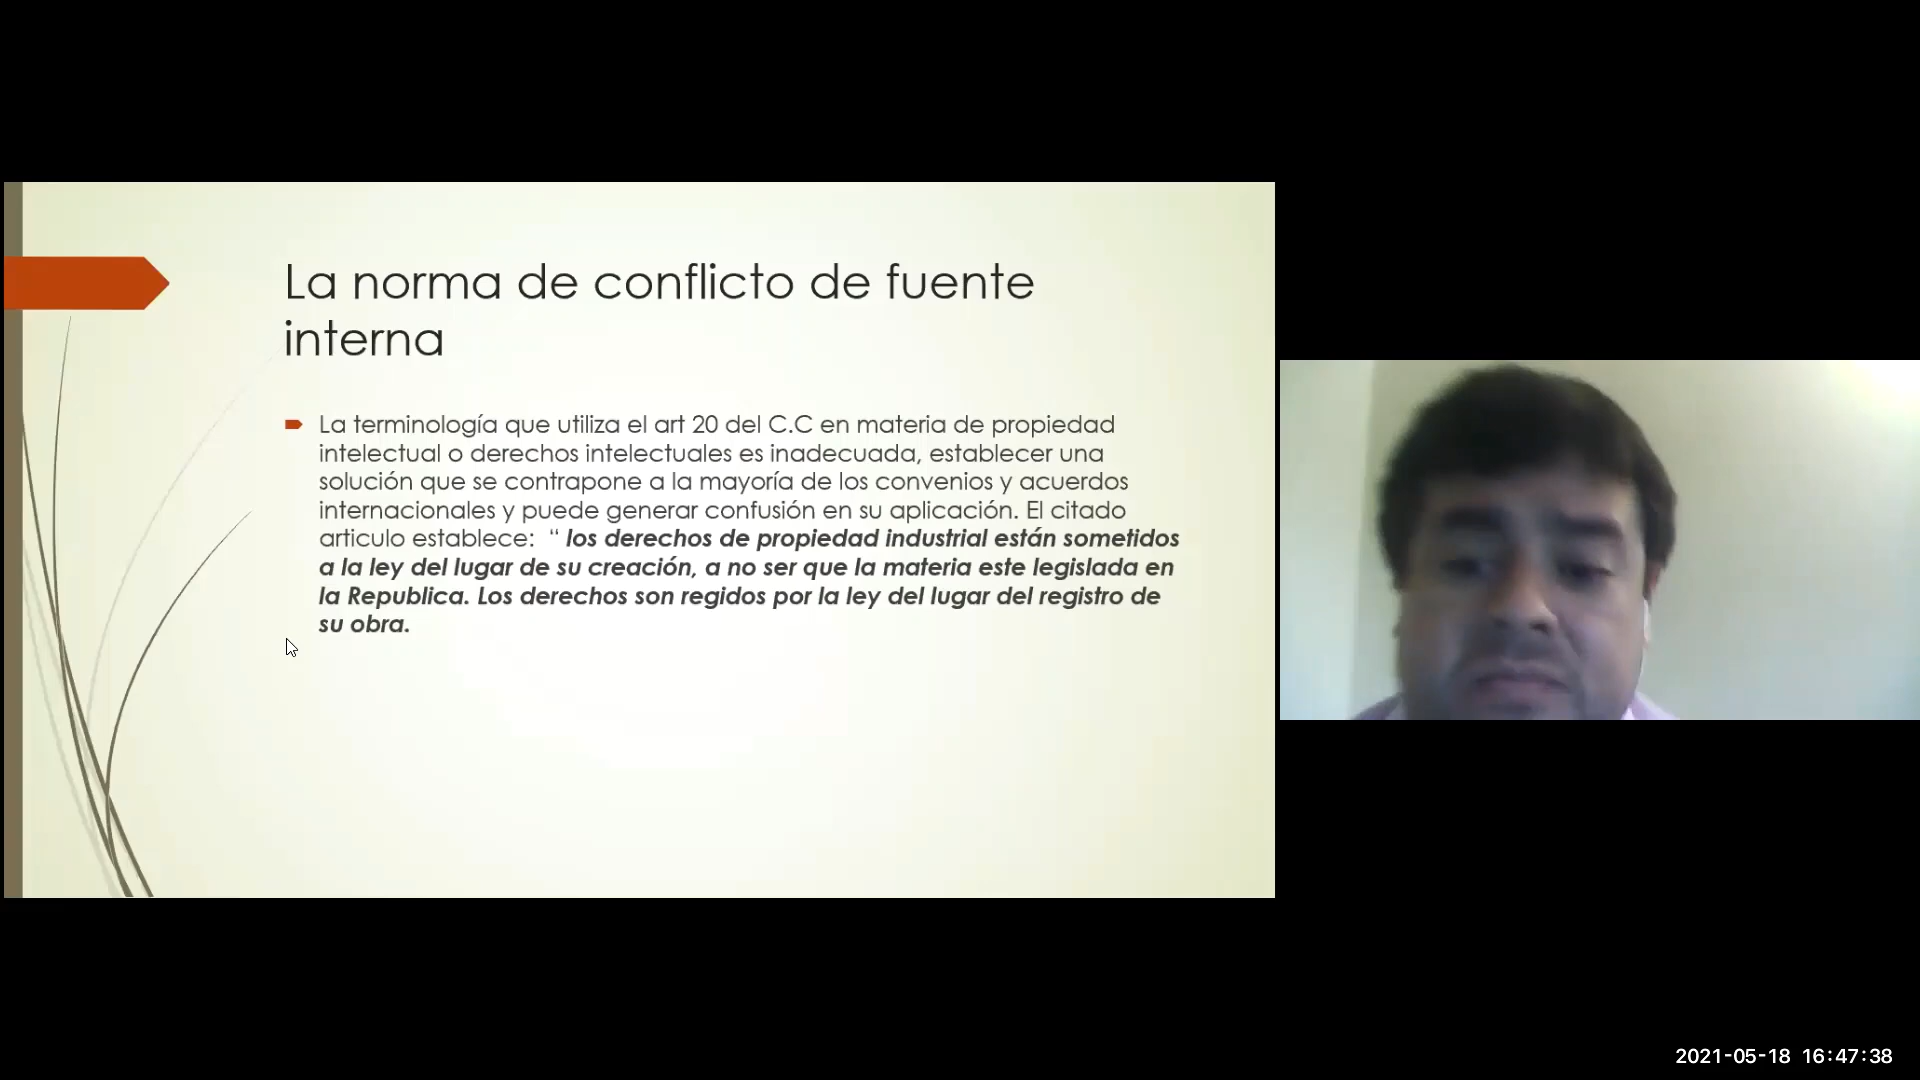 La norma de conflicto de fuente
interna
La terminología que utiliza el art 20 del C.C en materia de propiedad
intelectual o derechos intelectuales es inadecuada, establecer una
solución que se contrapone a la mayoría de los convenios y acuerdos
internacionales y puede generar confusión en su aplicación. El citado
articulo establece:  “ los derechos de propiedad industrial están sometidos
a la ley del lugar de su creación, a no ser que la materia este legislada en
la Republica. Los derechos son regidos por la ley del lugar del registro de
su obra.
2021-05-18 16:47:38